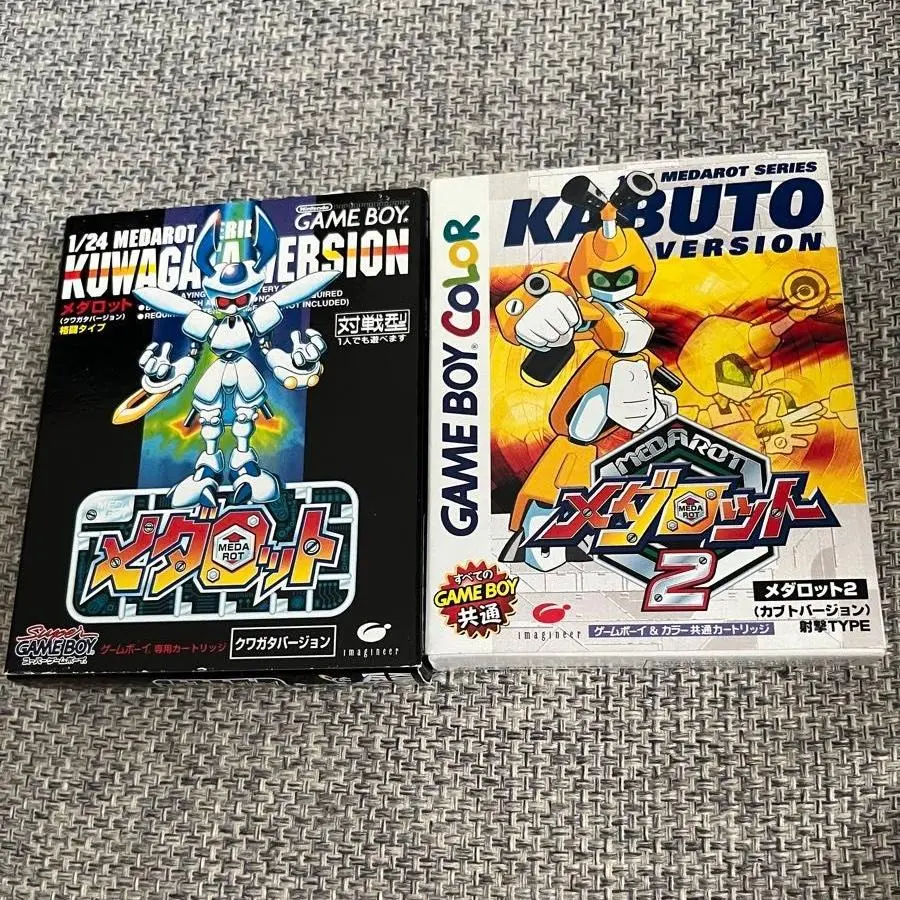 Nintendo
GAME BOY
1/24 MEDAROT
KUWAGA VERSION
メダロット
(クワガタバージョン)
格闘タイプ
対戦型
1人でも遊べます
メダロット
MEDA
ROT
Super
GAME BOY
スーパーゲームボーイ
ゲームボーイ専用カートリッジ
クワガタバージョン
imagineer
GAME BOY COLOR
MEDAROT SERIES
KABUTO
VERSION
MEDAROT
メダロット
MEDA
ROT
2
すべての
GAME BOY
共通
imagineer
メダロット2
(カブトバージョン)
射撃TYPE
ゲームボーイ&カラー共通カートリッジ